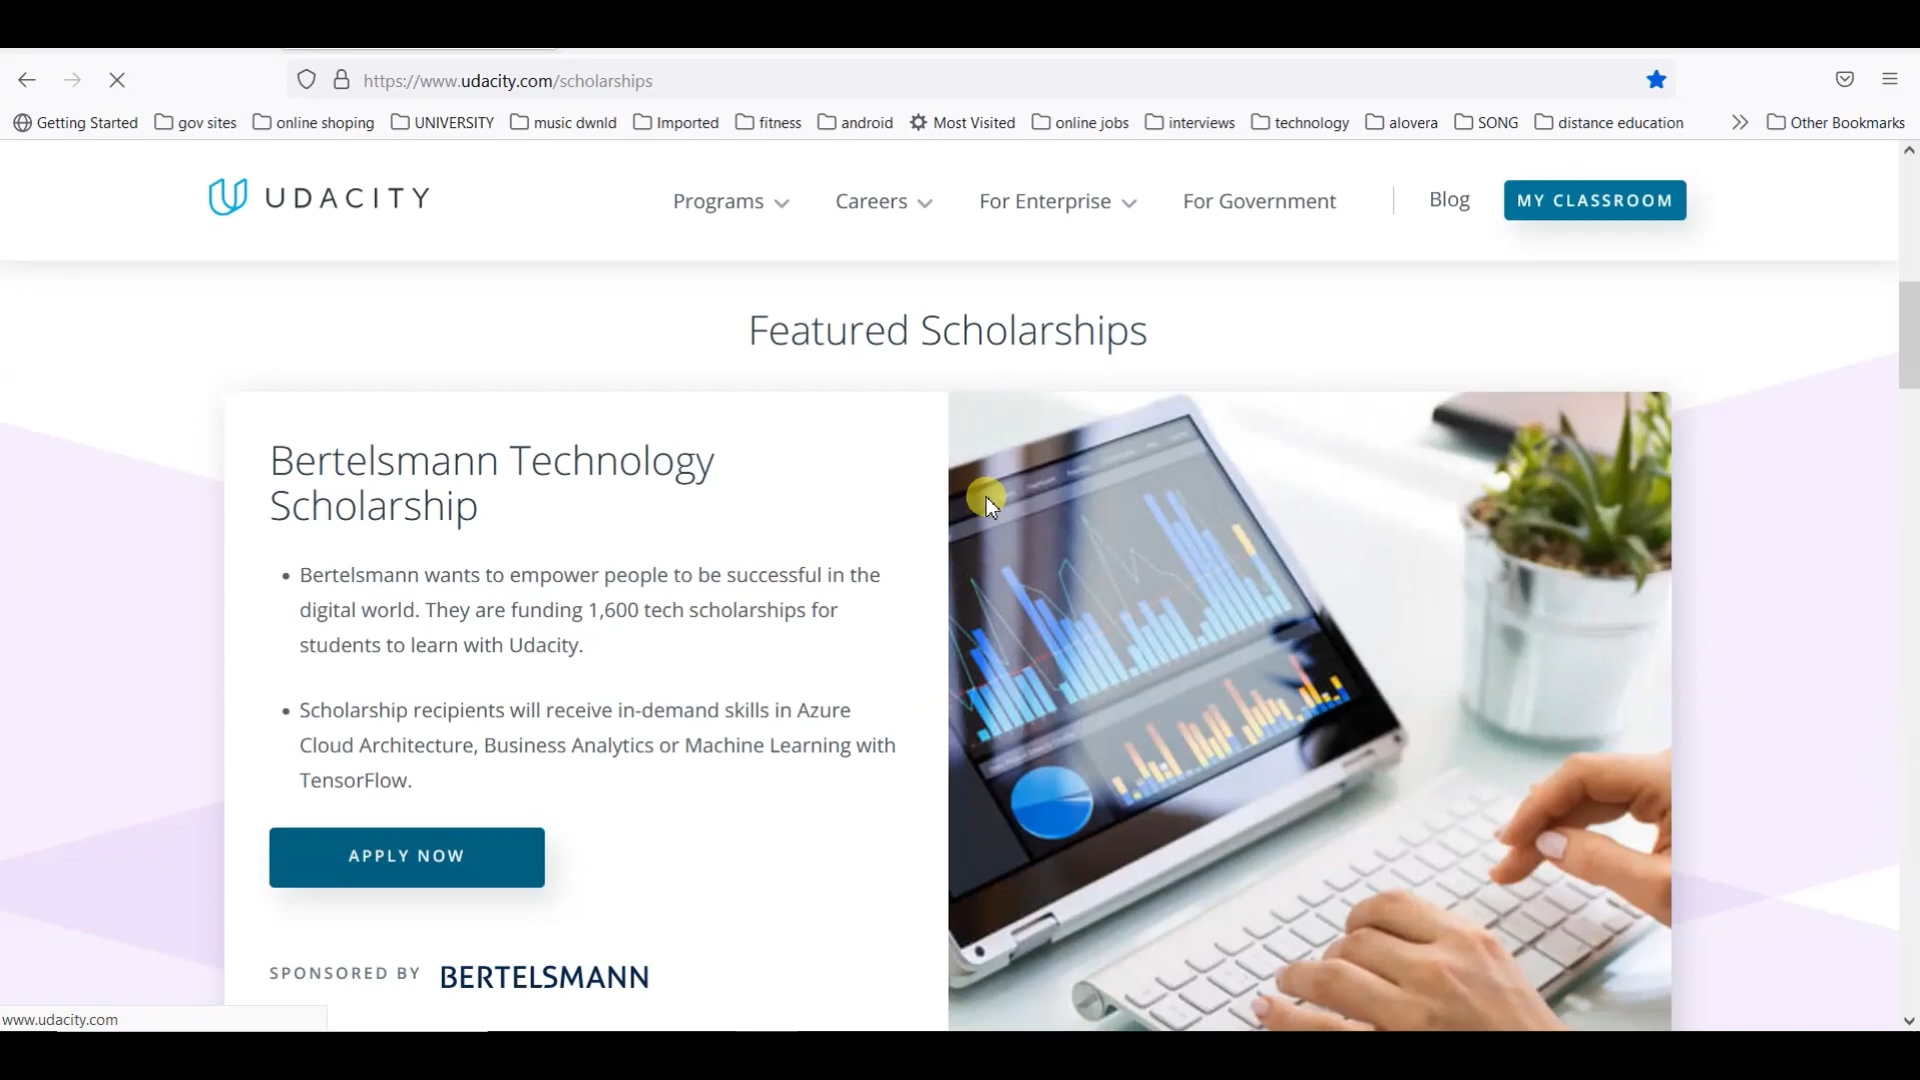 https://www.udacity.com/scholarships
Getting Started gov sites online shoping UNIVERSITY music dwnld Imported fitness android Most Visited online jobs interviews technology alovera SONG distance education Other Bookmarks
UDACITY Programs Careers For Enterprise For Government Blog MY CLASSROOM
Featured Scholarships
Bertelsmann Technology
Scholarship
• Bertelsmann wants to empower people to be successful in the
digital world. They are funding 1,600 tech scholarships for
students to learn with Udacity.
• Scholarship recipients will receive in-demand skills in Azure
Cloud Architecture, Business Analytics or Machine Learning with
TensorFlow.
APPLY NOW
SPONSORED BY BERTELSMANN
www.udacity.com